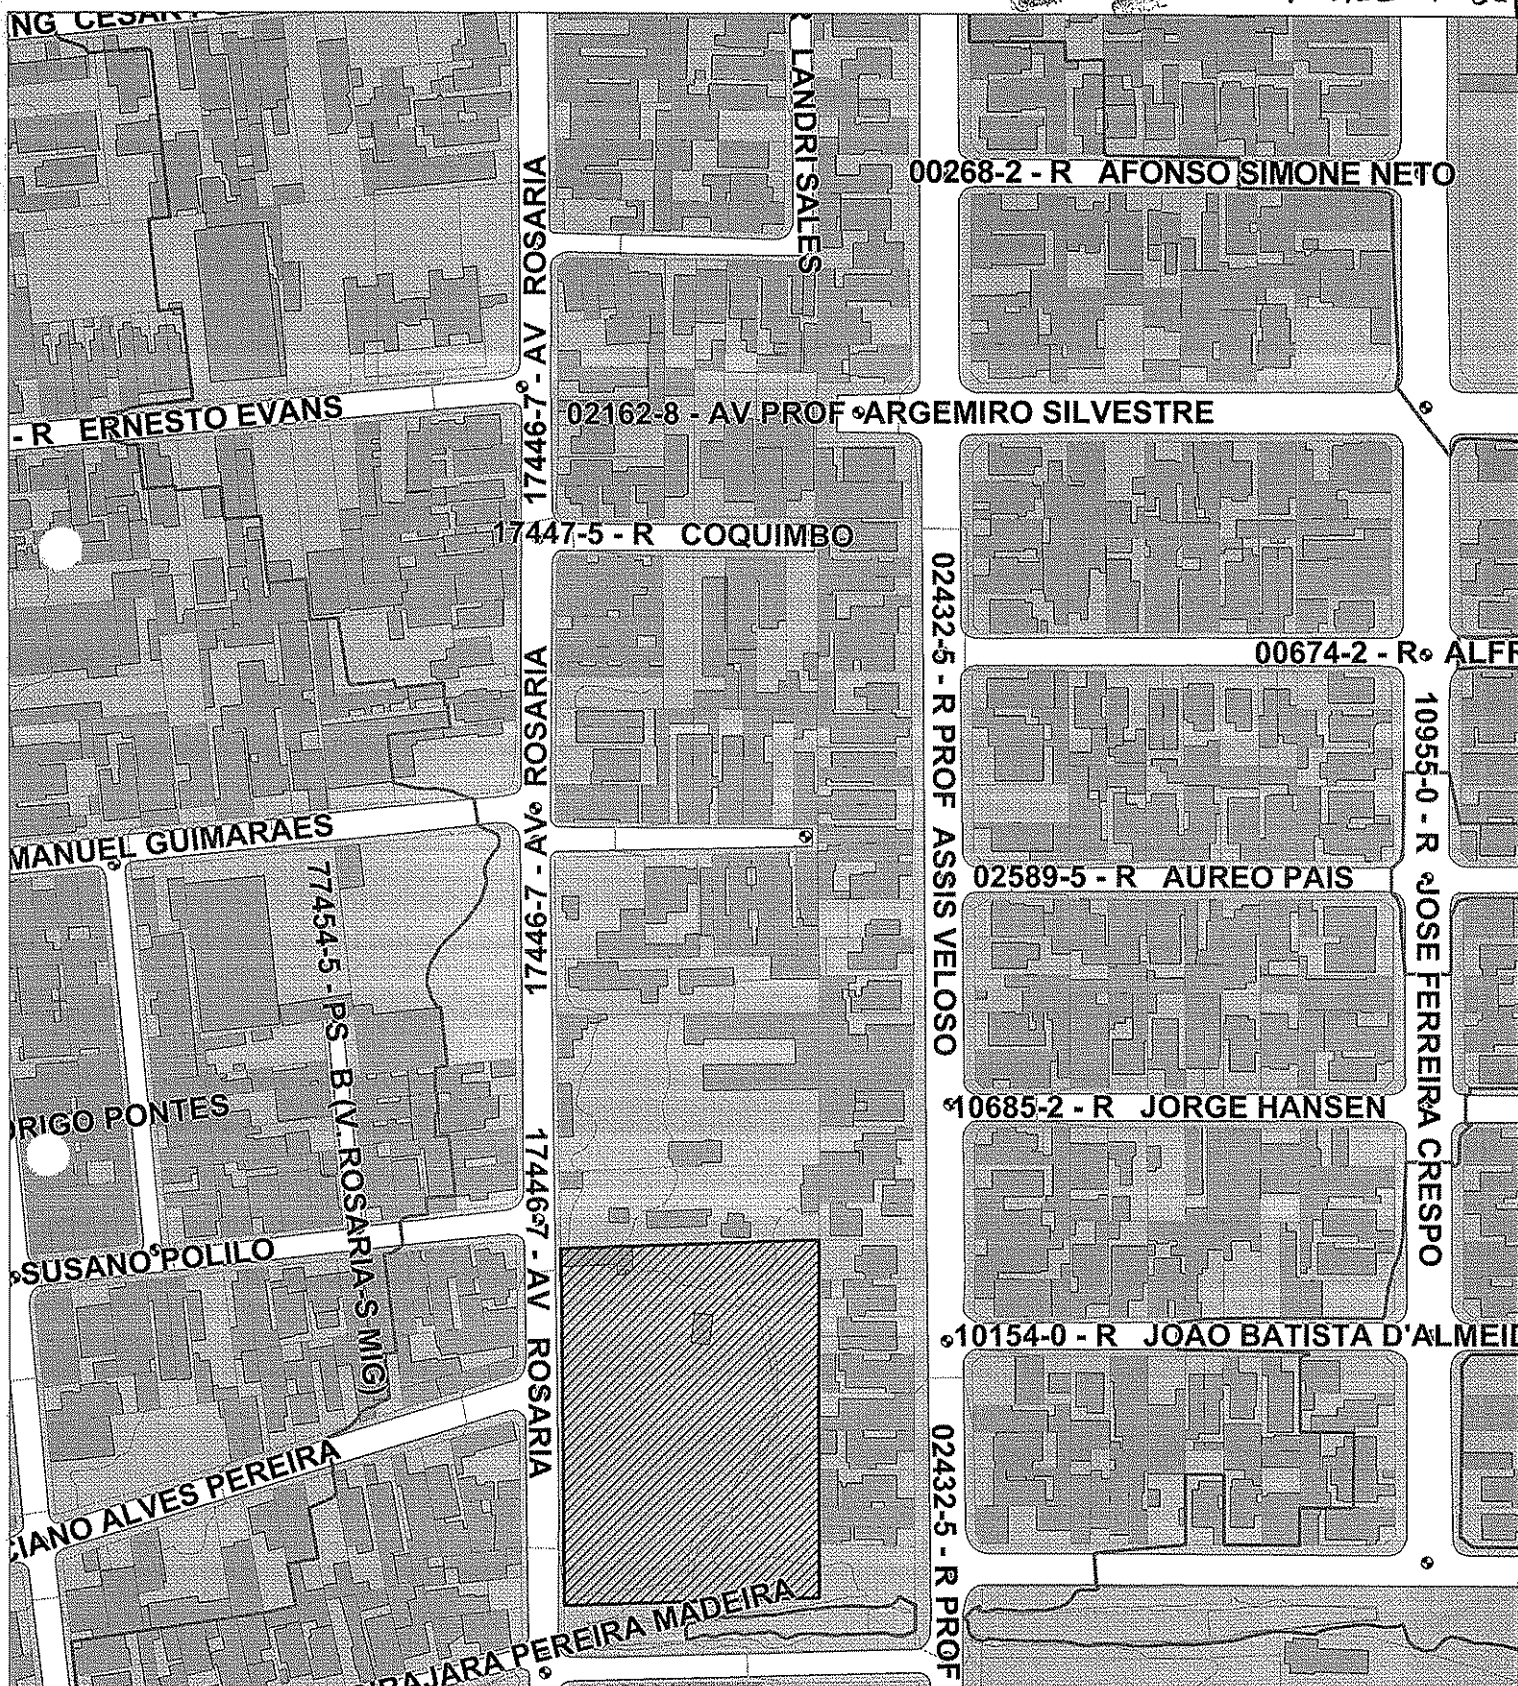 NG CESAR
LANDRI SALES
00268-2 - R AFONSO SIMONE NETO
17446-7 - AV ROSARIA
- R ERNESTO EVANS
02162-8 - AV PROF ARGEMIRO SILVESTRE
17447-5 - R COQUIMBO
02432-5 - R PROF ASSIS VELOSO
00674-2 - R ALFR
10955-0 - R JOSE FERREIRA CRESPO
17446-7 - AV ROSARIA
MANUEL GUIMARAES
77454-5 - PS B (V. ROSARIA-S MIG)
02589-5 - R AUREO PAIS
RIGO PONTES
10685-2 - R JORGE HANSEN
17446-7 - AV ROSARIA
SUSANO POLILO
10154-0 - R JOAO BATISTA D'ALMEID
CIANO ALVES PEREIRA
02432-5 - R PROF
BAJARA PEREIRA MADEIRA